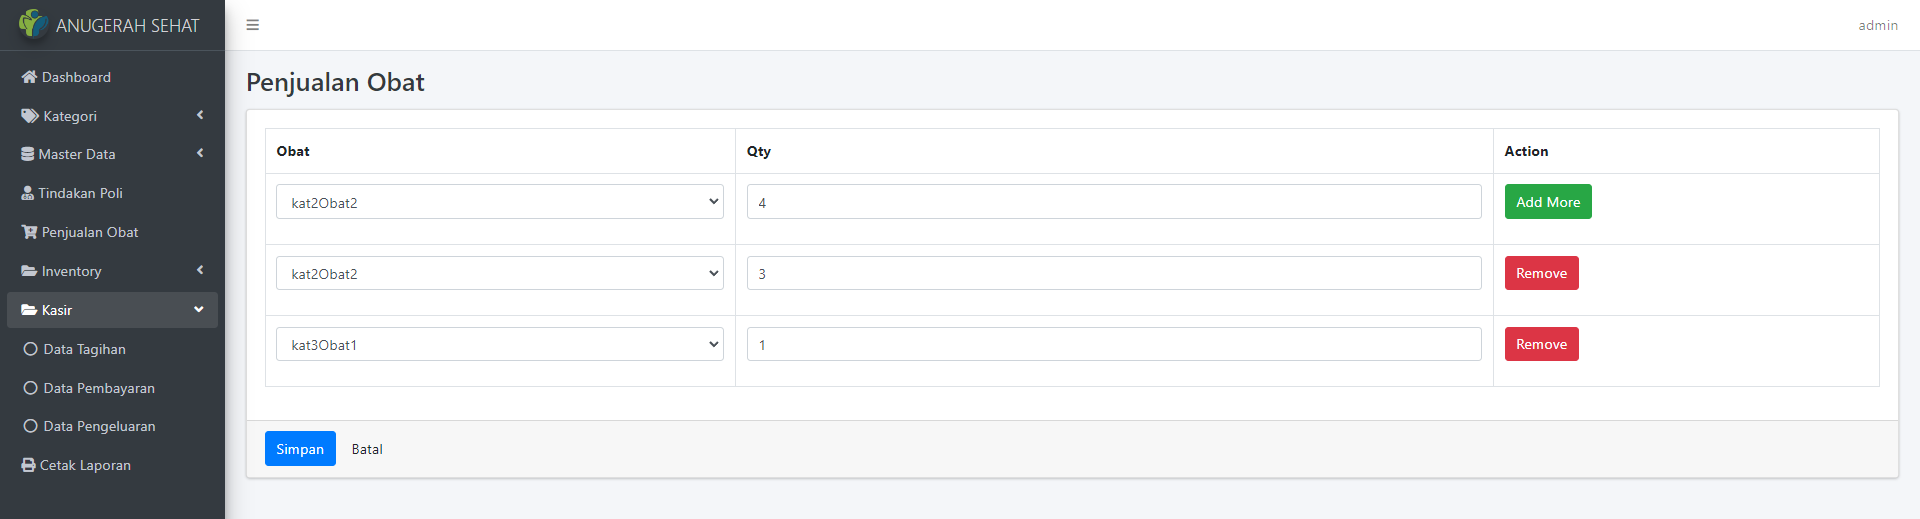 ANUGERAH SEHAT
admin
Dashboard
Kategori
Master Data
Tindakan Poli
Penjualan Obat
Inventory
Kasir
Data Tagihan
Data Pembayaran
Data Pengeluaran
Cetak Laporan
Penjualan Obat
Obat Qty Action
kat2Obat2 4 Add More
kat2Obat2 3 Remove
kat3Obat1 1 Remove
Simpan Batal